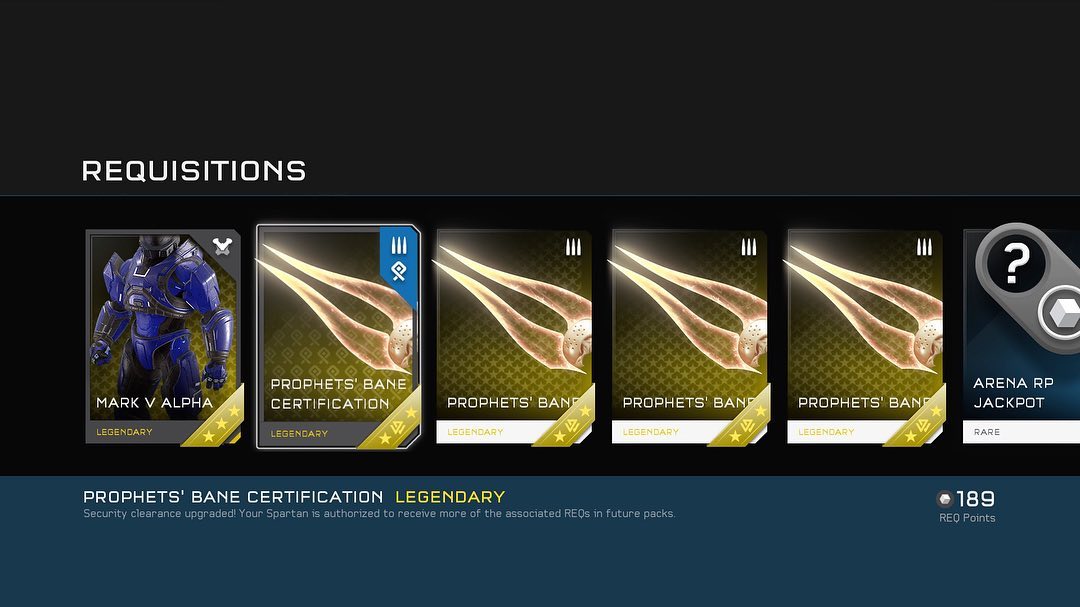 REQUISITIONS
MARK V ALPHA
LEGENDARY
PROPHETS' BANE
CERTIFICATION
LEGENDARY
PROPHETS' BANE
LEGENDARY
PROPHETS' BANE
LEGENDARY
PROPHETS' BANE
LEGENDARY
?
ARENA RP
JACKPOT
RARE
PROPHETS' BANE CERTIFICATION LEGENDARY
Security clearance upgraded! Your Spartan is authorized to receive more of the associated REQs in future packs.
189
REQ Points